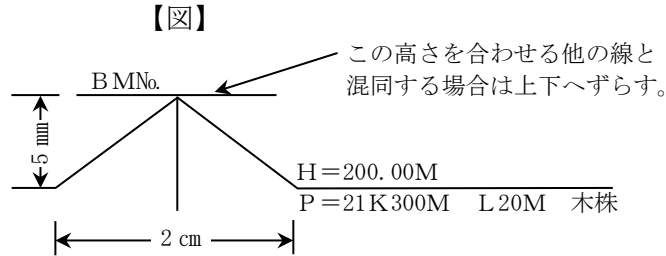 【図】
この高さを合わせる他の線と
混同する場合は上下へずらす。
ＢＭ№
5㎜
Ｈ＝200.00Ｍ
Ｐ＝21Ｋ300Ｍ　Ｌ20Ｍ　木株
2㎝